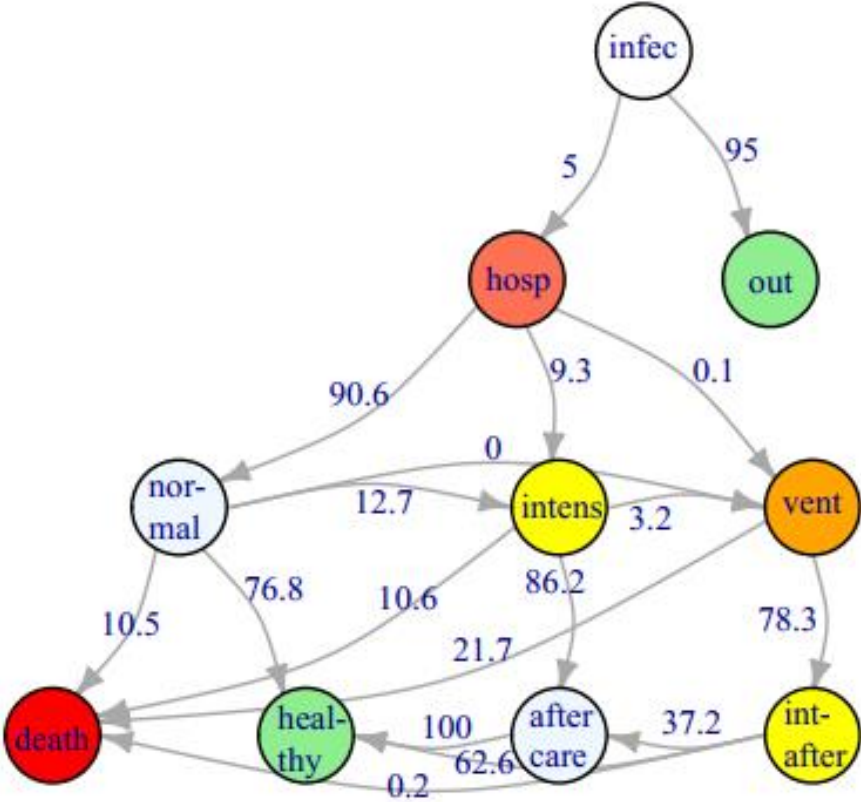 infec
5
95
hosp
out
90.6
9.3
0.1
0
nor-
mal
12.7
intens
3.2
vent
10.5
76.8
10.6
86.2
21.7
78.3
death
heal-
thy
100
62.6
after
care
37.2
int-
after
0.2